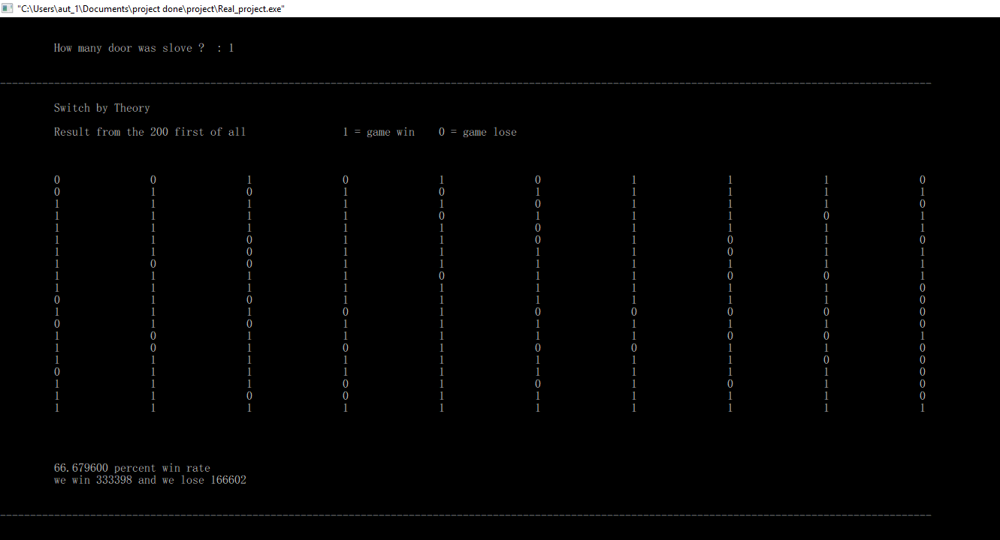 "C:\Users\aut_1\Documents\project done\project\Real_project.exe"
How many door was slove ?  : 1
Switch by Theory
Result from the 200 first of all 1 = game win 0 = game lose
0 0 1 0 1 0 1 1 1 0
0 1 0 1 0 1 1 1 1 1
1 1 1 1 1 0 1 1 1 0
1 1 1 1 0 1 1 1 0 1
1 1 1 1 1 0 1 1 1 1
1 1 0 1 1 0 1 0 1 0
1 1 0 1 1 1 1 0 1 1
1 0 0 1 1 1 1 1 1 1
1 1 1 1 0 1 1 0 0 1
1 1 1 1 1 1 1 1 1 0
0 1 0 1 1 1 1 1 1 0
1 1 1 0 1 0 0 0 0 0
0 1 0 1 1 1 1 1 1 0
1 0 1 1 1 1 1 0 0 1
1 0 1 0 1 0 0 1 1 0
1 1 1 1 1 1 1 1 0 0
0 1 1 1 1 1 1 1 1 0
1 1 1 0 1 0 1 0 1 0
1 1 0 0 1 1 1 1 1 0
1 1 1 1 1 1 1 1 1 1
66.679600 percent win rate
we win 333398 and we lose 166602